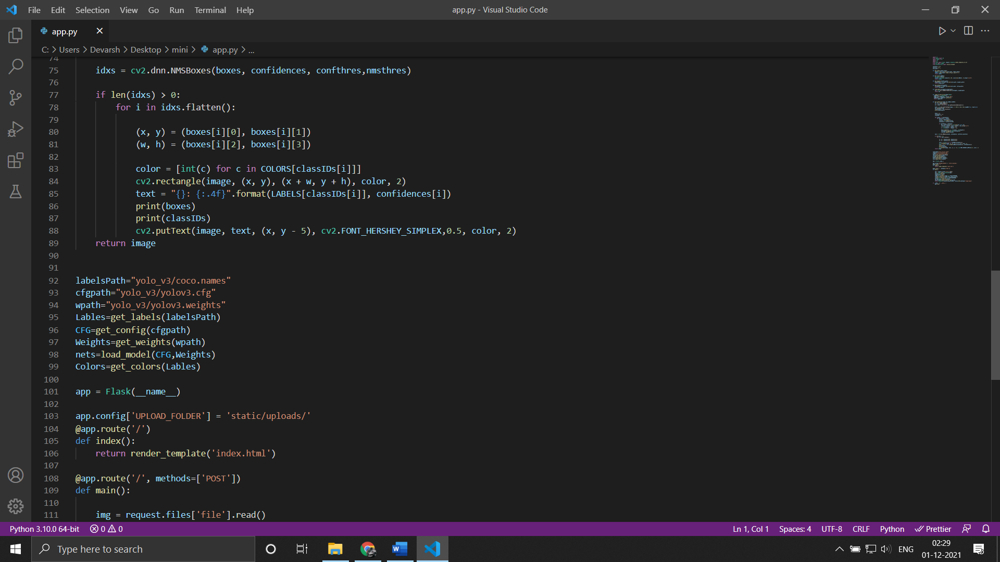 File Edit Selection View Go Run Terminal Help
app.py - Visual Studio Code
app.py
C: > Users > Devarsh > Desktop > mini > app.py > ...
74
75 idxs = cv2.dnn.NMSBoxes(boxes, confidences, confthres,nmsthres)
76
77 if len(idxs) > 0:
78 for i in idxs.flatten():
79
80 (x, y) = (boxes[i][0], boxes[i][1])
81 (w, h) = (boxes[i][2], boxes[i][3])
82
83 color = [int(c) for c in COLORS[classIDs[i]]]
84 cv2.rectangle(image, (x, y), (x + w, y + h), color, 2)
85 text = "{}: {:.4f}".format(LABELS[classIDs[i]], confidences[i])
86 print(boxes)
87 print(classIDs)
88 cv2.putText(image, text, (x, y - 5), cv2.FONT_HERSHEY_SIMPLEX,0.5, color, 2)
89 return image
90
91
92 labelsPath="yolo_v3/coco.names"
93 cfgpath="yolo_v3/yolov3.cfg"
94 wpath="yolo_v3/yolov3.weights"
95 Lables=get_labels(labelsPath)
96 CFG=get_config(cfgpath)
97 Weights=get_weights(wpath)
98 nets=load_model(CFG,Weights)
99 Colors=get_colors(Lables)
100
101 app = Flask(__name__)
102
103 app.config['UPLOAD_FOLDER'] = 'static/uploads/'
104 @app.route('/')
105 def index():
106 return render_template('index.html')
107
108 @app.route('/', methods=['POST'])
109 def main():
110
111 img = request.files['file'].read()
Python 3.10.0 64-bit 0 0
Ln 1, Col 1 Spaces: 4 UTF-8 CRLF Python Prettier
Type here to search
ENG
02:29
01-12-2021